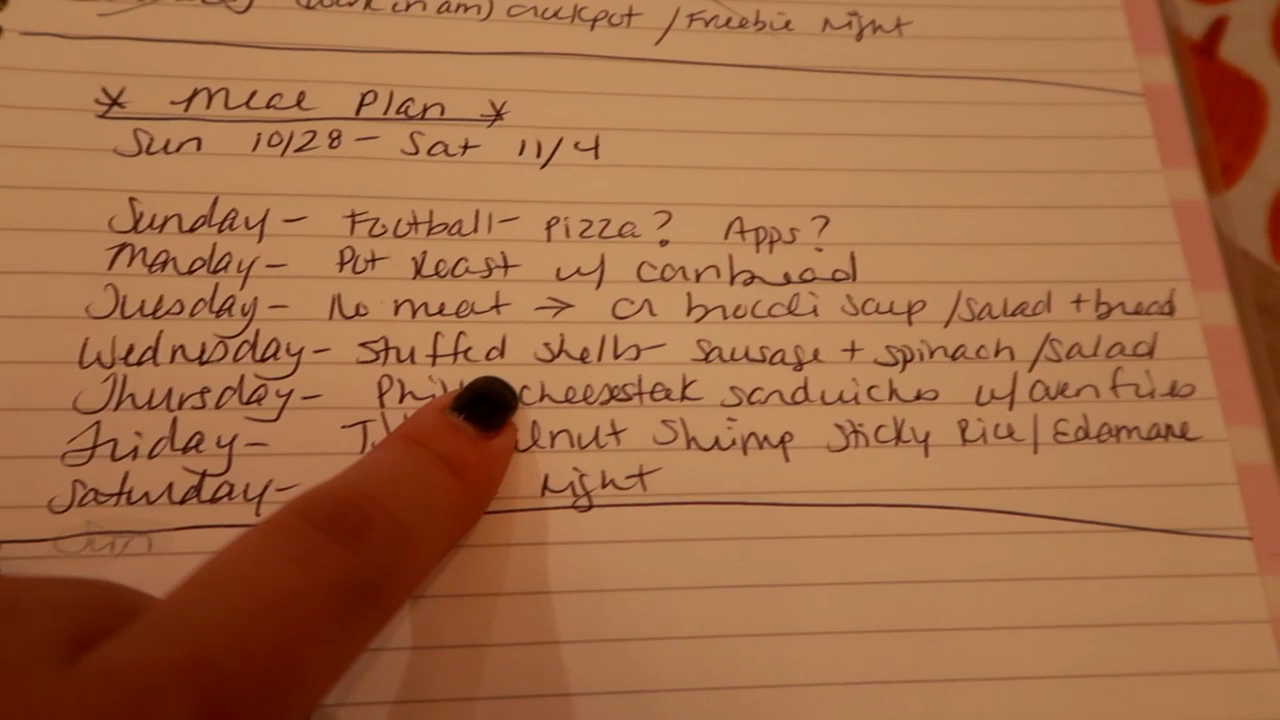 crockpot / Freebie Night
* Meal Plan *
Sun 10/28 - Sat 11/4
Sunday - Football - Pizza? Apps?
Monday - Pot Roast w/ cornbread
Tuesday - No meat → Cr broccoli soup /salad + bread
Wednesday - Stuffed Shells sausage + spinach /salad
Thursday - cheesesteak sandwiches w/ oven fries
Friday - Shrimp Sticky Rice / Edamame
Saturday - Night